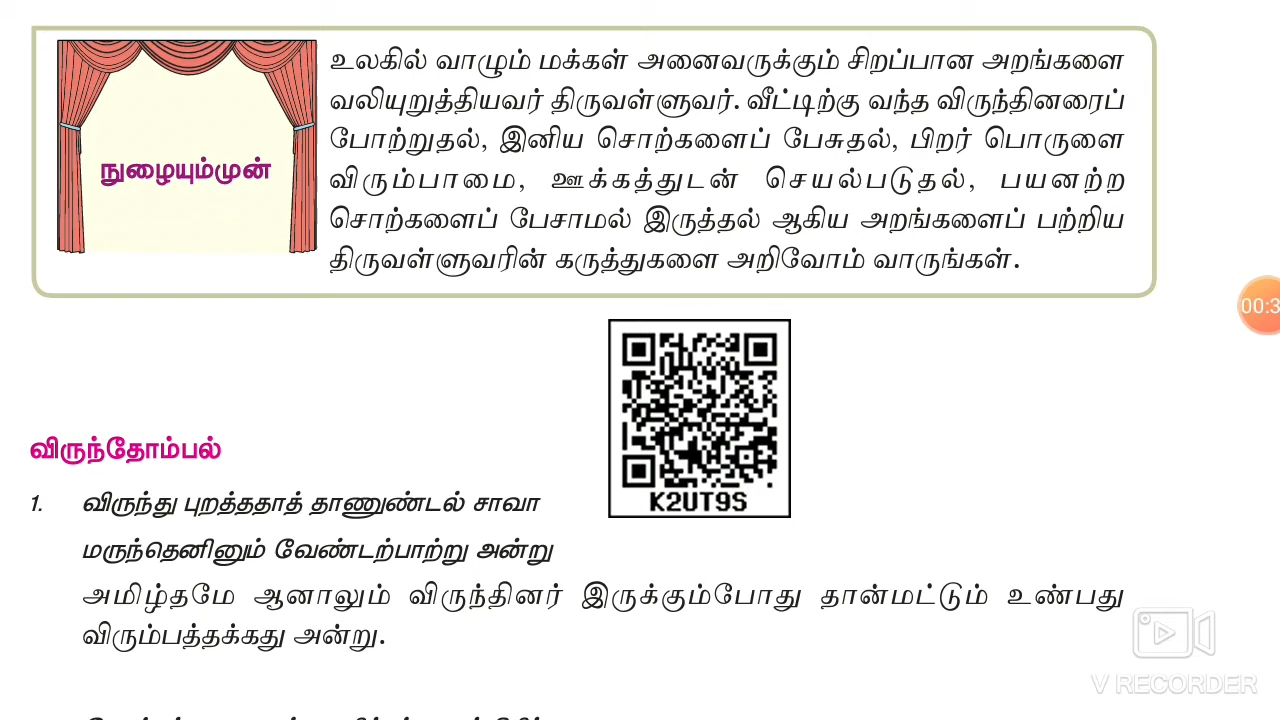 நுழையும்முன்
உலகில் வாழும் மக்கள் அனைவருக்கும் சிறப்பான அறங்களை
வலியுறுத்தியவர் திருவள்ளுவர். வீட்டிற்கு வந்த விருந்தினரைப்
போற்றுதல், இனிய சொற்களைப் பேசுதல், பிறர் பொருளை
விரும்பாமை, ஊக்கத்துடன் செயல்படுதல், பயனற்ற
சொற்களைப் பேசாமல் இருத்தல் ஆகிய அறங்களைப் பற்றிய
திருவள்ளுவரின் கருத்துகளை அறிவோம் வாருங்கள்.
00:3
K2UT9S
விருந்தோம்பல்
1. விருந்து புறத்ததாத் தாணுண்டல் சாவா
மருந்தெனினும் வேண்டற்பாற்று அன்று
அமிழ்தமே ஆனாலும் விருந்தினர் இருக்கும்போது தான்மட்டும் உண்பது
விரும்பத்தக்கது அன்று.
V RECORDER